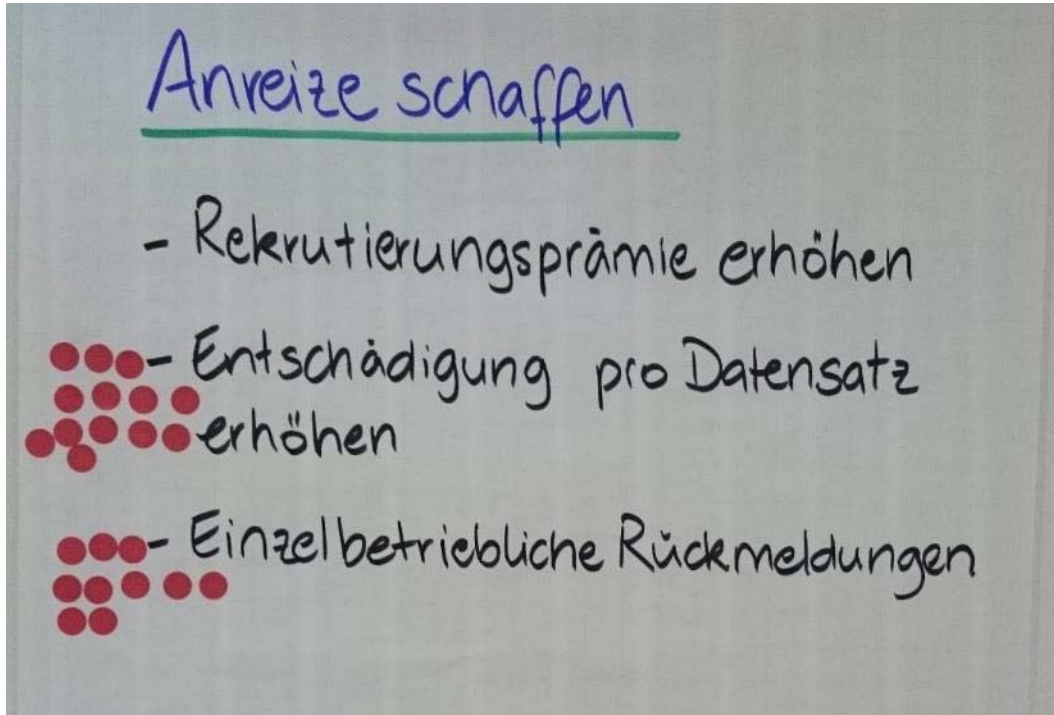 Anreize schaffen
- Rekrutierungsprämie erhöhen
- Entschädigung pro Datensatz
erhöhen
- Einzelbetriebliche Rückmeldungen